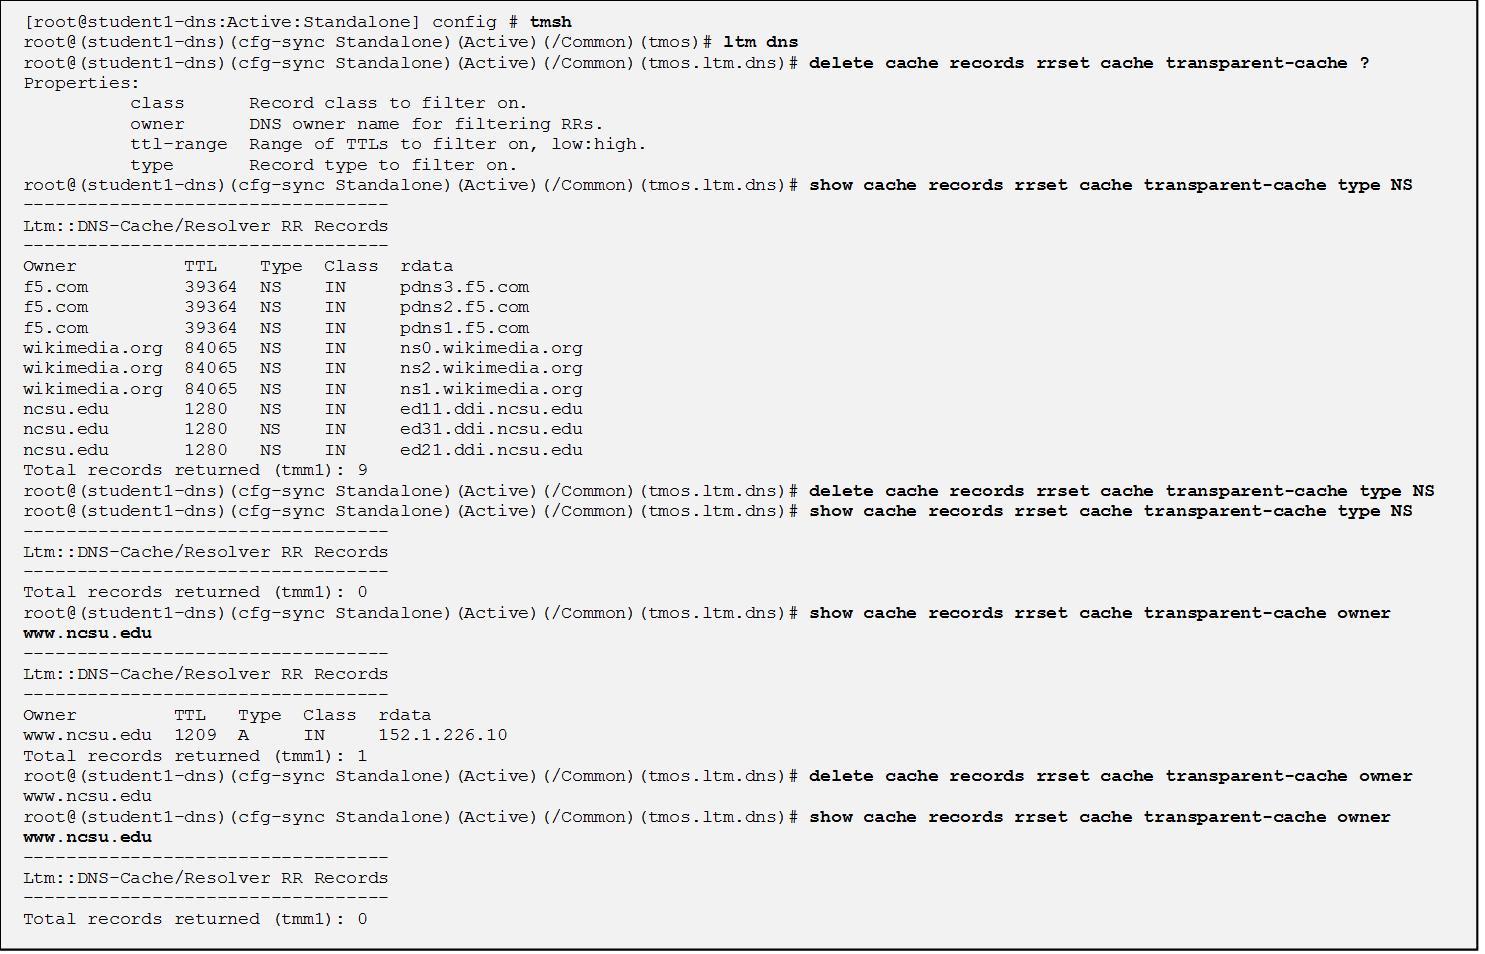 [root@student1-dns:Active:Standalone] config # tmsh
root@(student1-dns)(cfg-sync Standalone)(Active)(/Common)(tmos)# ltm dns
root@(student1-dns)(cfg-sync Standalone)(Active)(/Common)(tmos.ltm.dns)# delete cache records rrset cache transparent-cache ?
Properties:
          class      Record class to filter on.
          owner      DNS owner name for filtering RRs.
          ttl-range  Range of TTLs to filter on, low:high.
          type       Record type to filter on.
root@(student1-dns)(cfg-sync Standalone)(Active)(/Common)(tmos.ltm.dns)# show cache records rrset cache transparent-cache type NS
----------------------------------
Ltm::DNS-Cache/Resolver RR Records
----------------------------------
Owner          TTL    Type  Class  rdata
f5.com         39364  NS    IN     pdns3.f5.com
f5.com         39364  NS    IN     pdns2.f5.com
f5.com         39364  NS    IN     pdns1.f5.com
wikimedia.org  84065  NS    IN     ns0.wikimedia.org
wikimedia.org  84065  NS    IN     ns2.wikimedia.org
wikimedia.org  84065  NS    IN     ns1.wikimedia.org
ncsu.edu       1280   NS    IN     ed11.ddi.ncsu.edu
ncsu.edu       1280   NS    IN     ed31.ddi.ncsu.edu
ncsu.edu       1280   NS    IN     ed21.ddi.ncsu.edu
Total records returned (tmm1): 9
root@(student1-dns)(cfg-sync Standalone)(Active)(/Common)(tmos.ltm.dns)# delete cache records rrset cache transparent-cache type NS
root@(student1-dns)(cfg-sync Standalone)(Active)(/Common)(tmos.ltm.dns)# show cache records rrset cache transparent-cache type NS
----------------------------------
Ltm::DNS-Cache/Resolver RR Records
----------------------------------
Total records returned (tmm1): 0
root@(student1-dns)(cfg-sync Standalone)(Active)(/Common)(tmos.ltm.dns)# show cache records rrset cache transparent-cache owner
www.ncsu.edu
----------------------------------
Ltm::DNS-Cache/Resolver RR Records
----------------------------------
Owner         TTL   Type  Class  rdata
www.ncsu.edu  1209  A     IN     152.1.226.10
Total records returned (tmm1): 1
root@(student1-dns)(cfg-sync Standalone)(Active)(/Common)(tmos.ltm.dns)# delete cache records rrset cache transparent-cache owner
www.ncsu.edu
root@(student1-dns)(cfg-sync Standalone)(Active)(/Common)(tmos.ltm.dns)# show cache records rrset cache transparent-cache owner
www.ncsu.edu
----------------------------------
Ltm::DNS-Cache/Resolver RR Records
----------------------------------
Total records returned (tmm1): 0